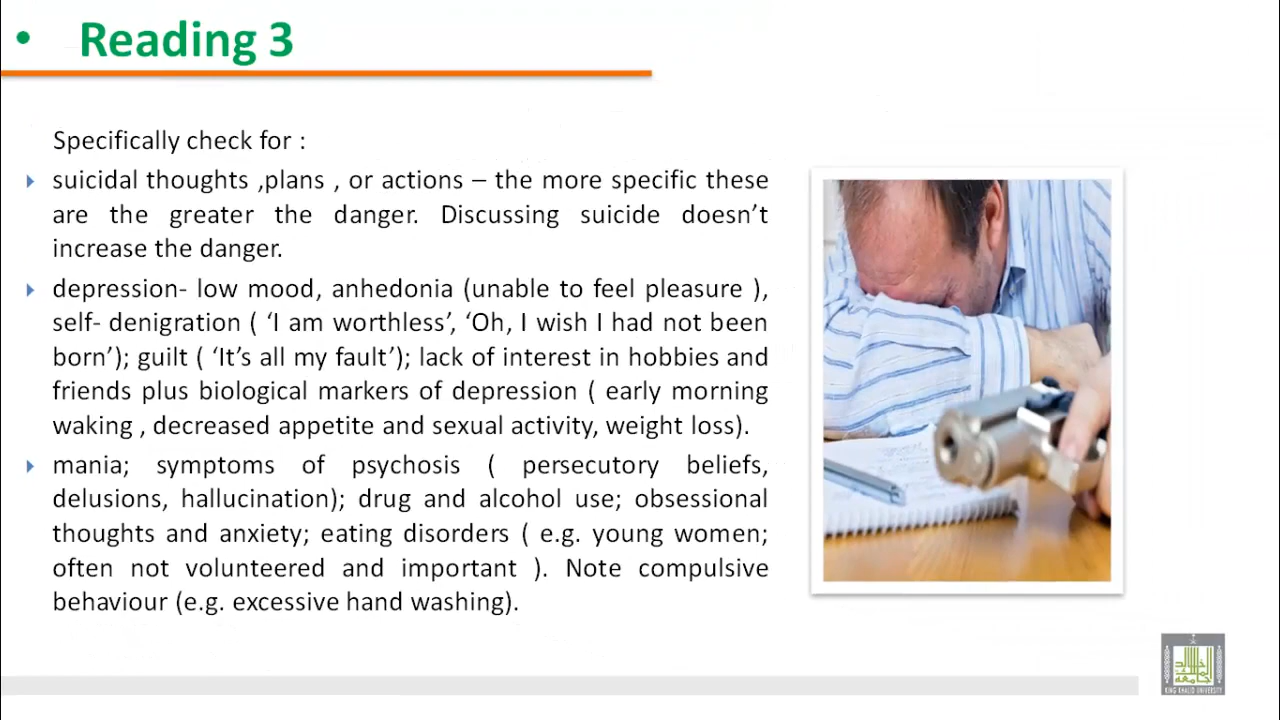 • Reading 3
Specifically check for :
suicidal thoughts ,plans , or actions – the more specific these
are the greater the danger. Discussing suicide doesn’t
increase the danger.
depression- low mood, anhedonia (unable to feel pleasure ),
self- denigration ( ‘I am worthless’, ‘Oh, I wish I had not been
born’); guilt ( ‘It’s all my fault’); lack of interest in hobbies and
friends plus biological markers of depression ( early morning
waking , decreased appetite and sexual activity, weight loss).
mania; symptoms of psychosis ( persecutory beliefs,
delusions, hallucination); drug and alcohol use; obsessional
thoughts and anxiety; eating disorders ( e.g. young women;
often not volunteered and important ). Note compulsive
behaviour (e.g. excessive hand washing).
KING KHALID UNIVERSITY